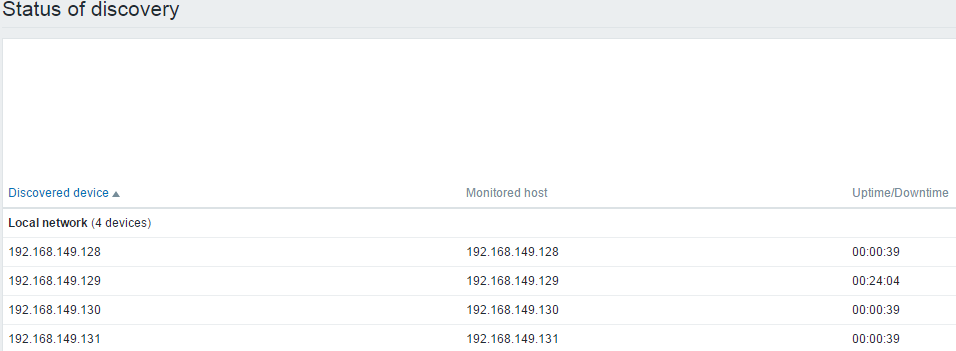 Status of discovery
Discovered device ▲ Monitored host Uptime/Downtime
Local network (4 devices)
192.168.149.128 192.168.149.128 00:00:39
192.168.149.129 192.168.149.129 00:24:04
192.168.149.130 192.168.149.130 00:00:39
192.168.149.131 192.168.149.131 00:00:39